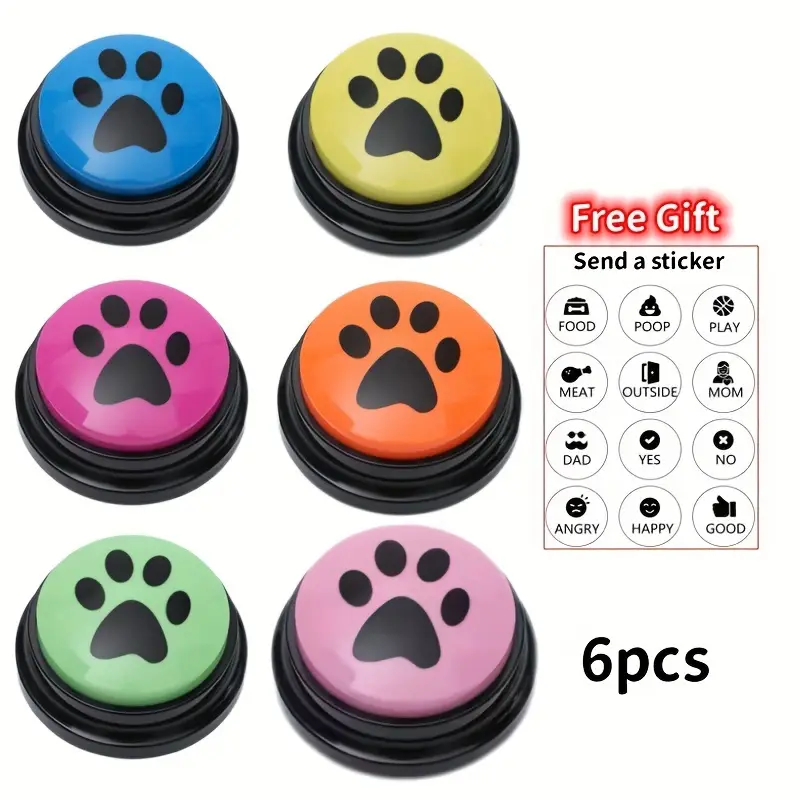 Free Gift
Send a sticker
FOOD
POOP
PLAY
MEAT
OUTSIDE
MOM
DAD
YES
NO
ANGRY
HAPPY
GOOD
6pcs